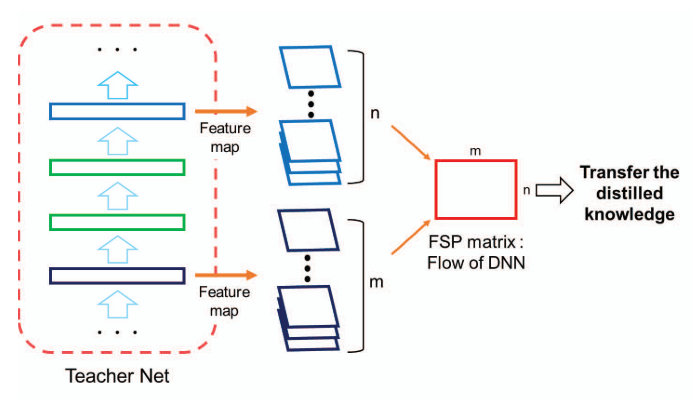 . . .
Feature
map
n
m
n
Transfer the
distilled
knowledge
FSP matrix :
Flow of DNN
m
Feature
map
. . .
Teacher Net